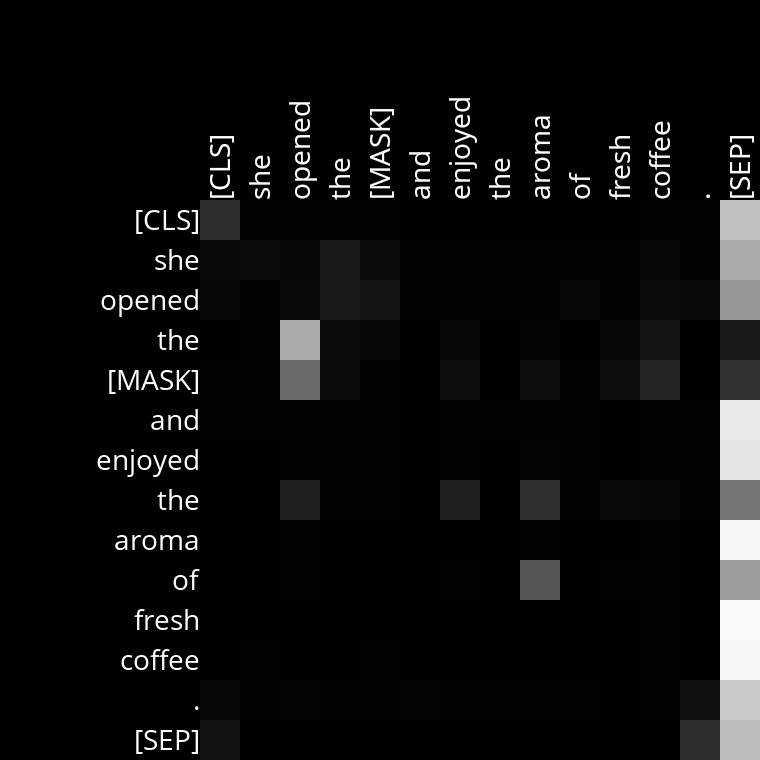 [CLS] she opened the [MASK] and enjoyed the aroma of fresh coffee . [SEP]
[CLS]
she
opened
the
[MASK]
and
enjoyed
the
aroma
of
fresh
coffee
.
[SEP]